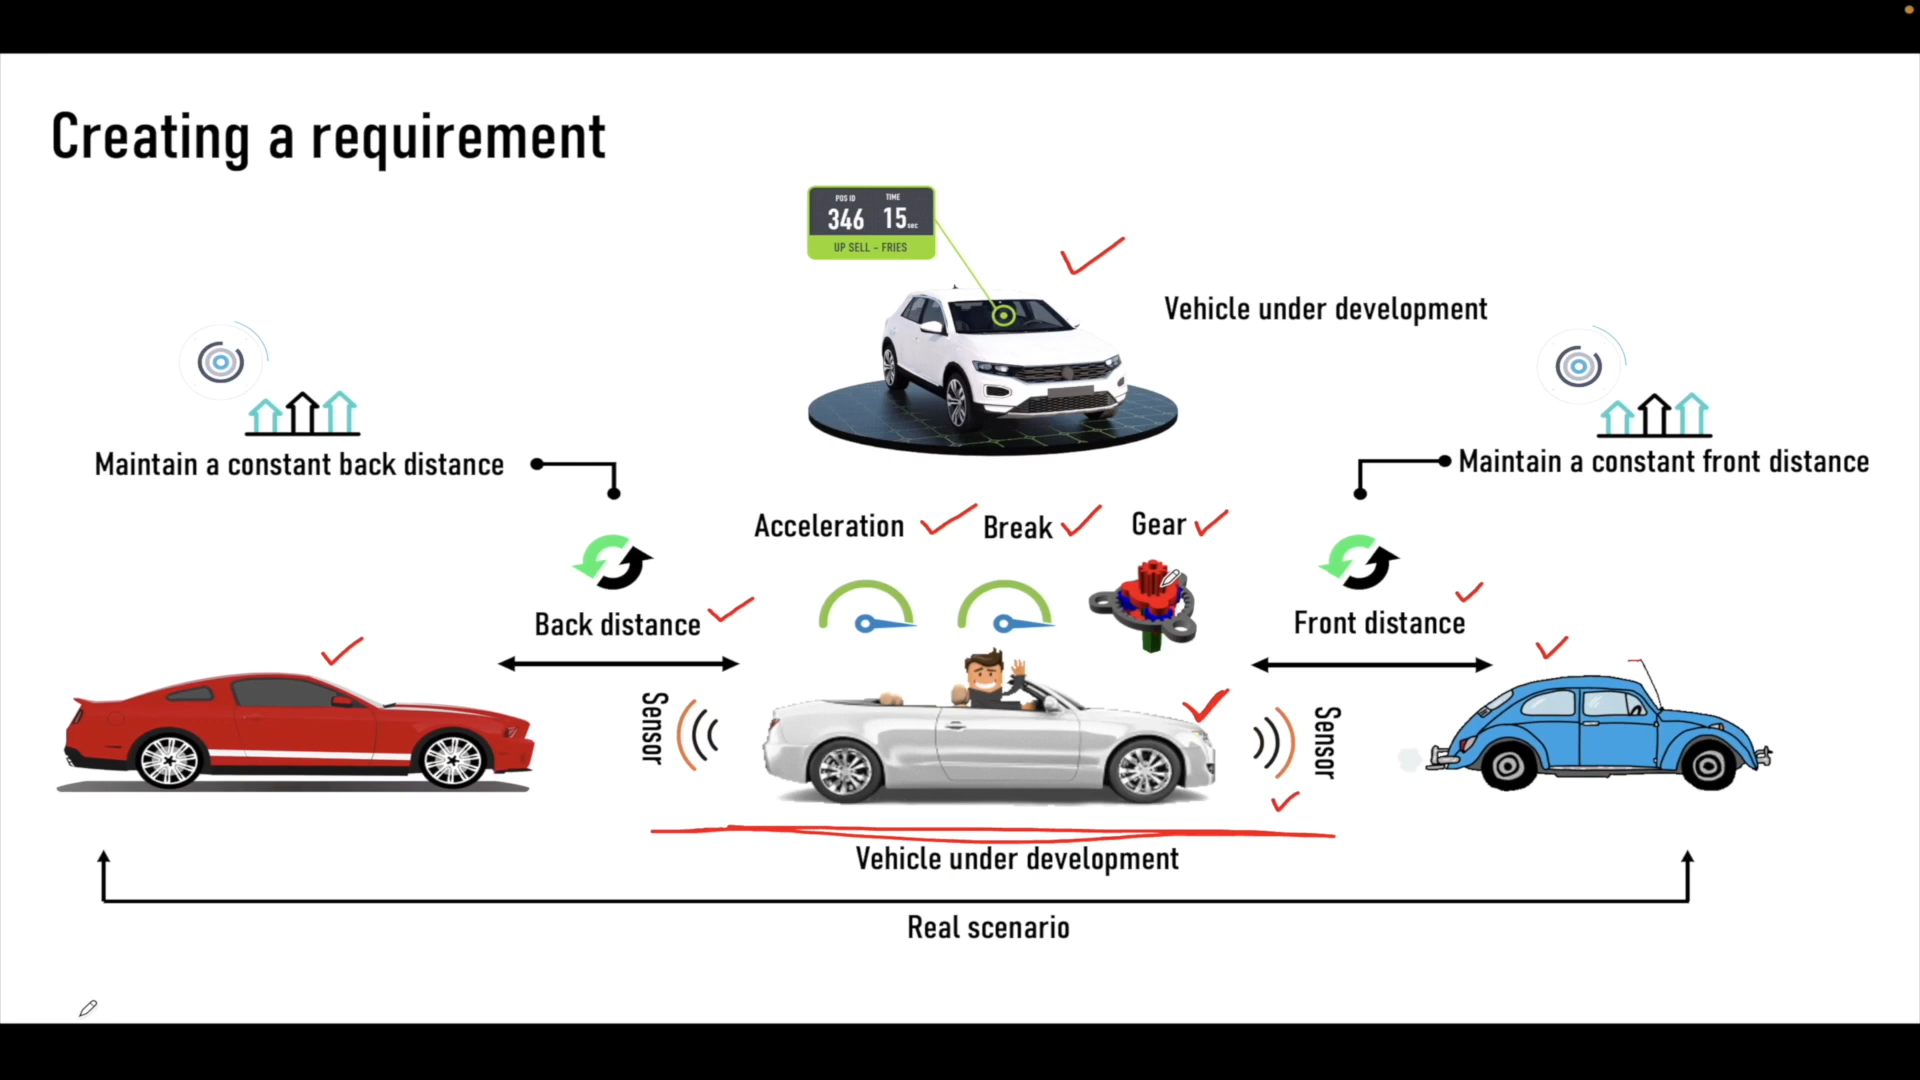 Creating a requirement
POS ID TIME
346 15sec
UP SELL - FRIES
Vehicle under development
Maintain a constant back distance
Maintain a constant front distance
Acceleration Break Gear
Back distance
Front distance
Sensor
Sensor
Vehicle under development
Real scenario